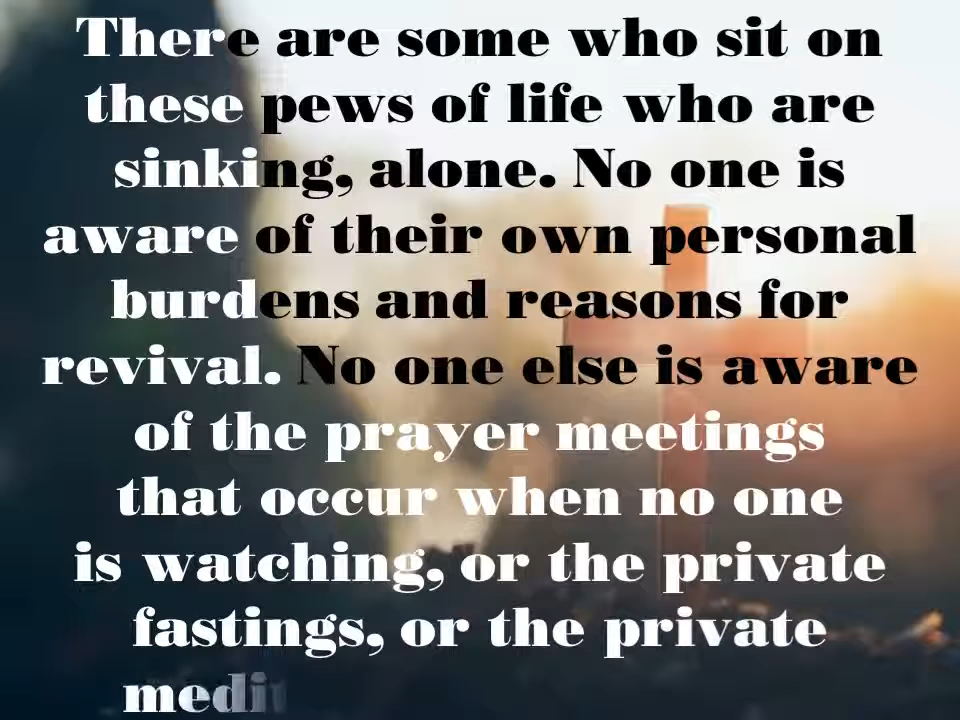 There are some who sit on
these pews of life who are
sinking, alone. No one is
aware of their own personal
burdens and reasons for
revival. No one else is aware
of the prayer meetings
that occur when no one
is watching, or the private
fastings, or the private